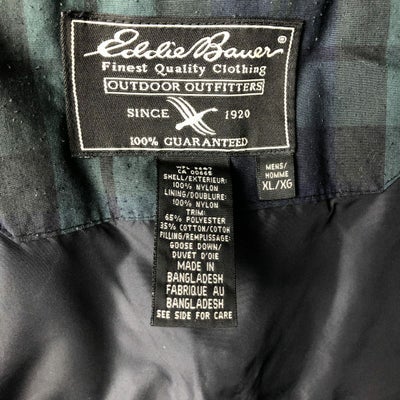 Eddie Bauer®
Finest Quality Clothing
OUTDOOR OUTFITTERS
SINCE 1920
100% GUARANTEED
MENS/
HOMME
XL/XG
CA 00665
SHELL/EXTERIEUR:
100% NYLON
LINING/DOUBLURE:
100% NYLON
TRIM:
65% POLYESTER
35% COTTON/COTON
FILLING/REMPLISSAGE:
GOOSE DOWN/
DUVET D'OIE
MADE IN
BANGLADESH
FABRIQUE AU
BANGLADESH
SEE SIDE FOR CARE